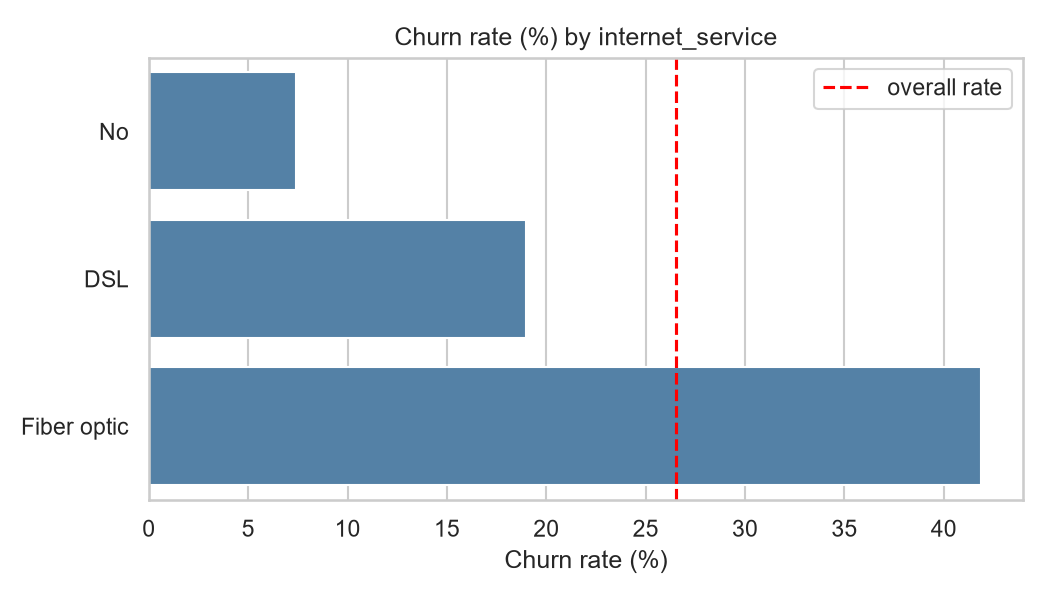 Churn rate (%) by internet_service
overall rate
No
DSL
Fiber optic
0 5 10 15 20 25 30 35 40
Churn rate (%)